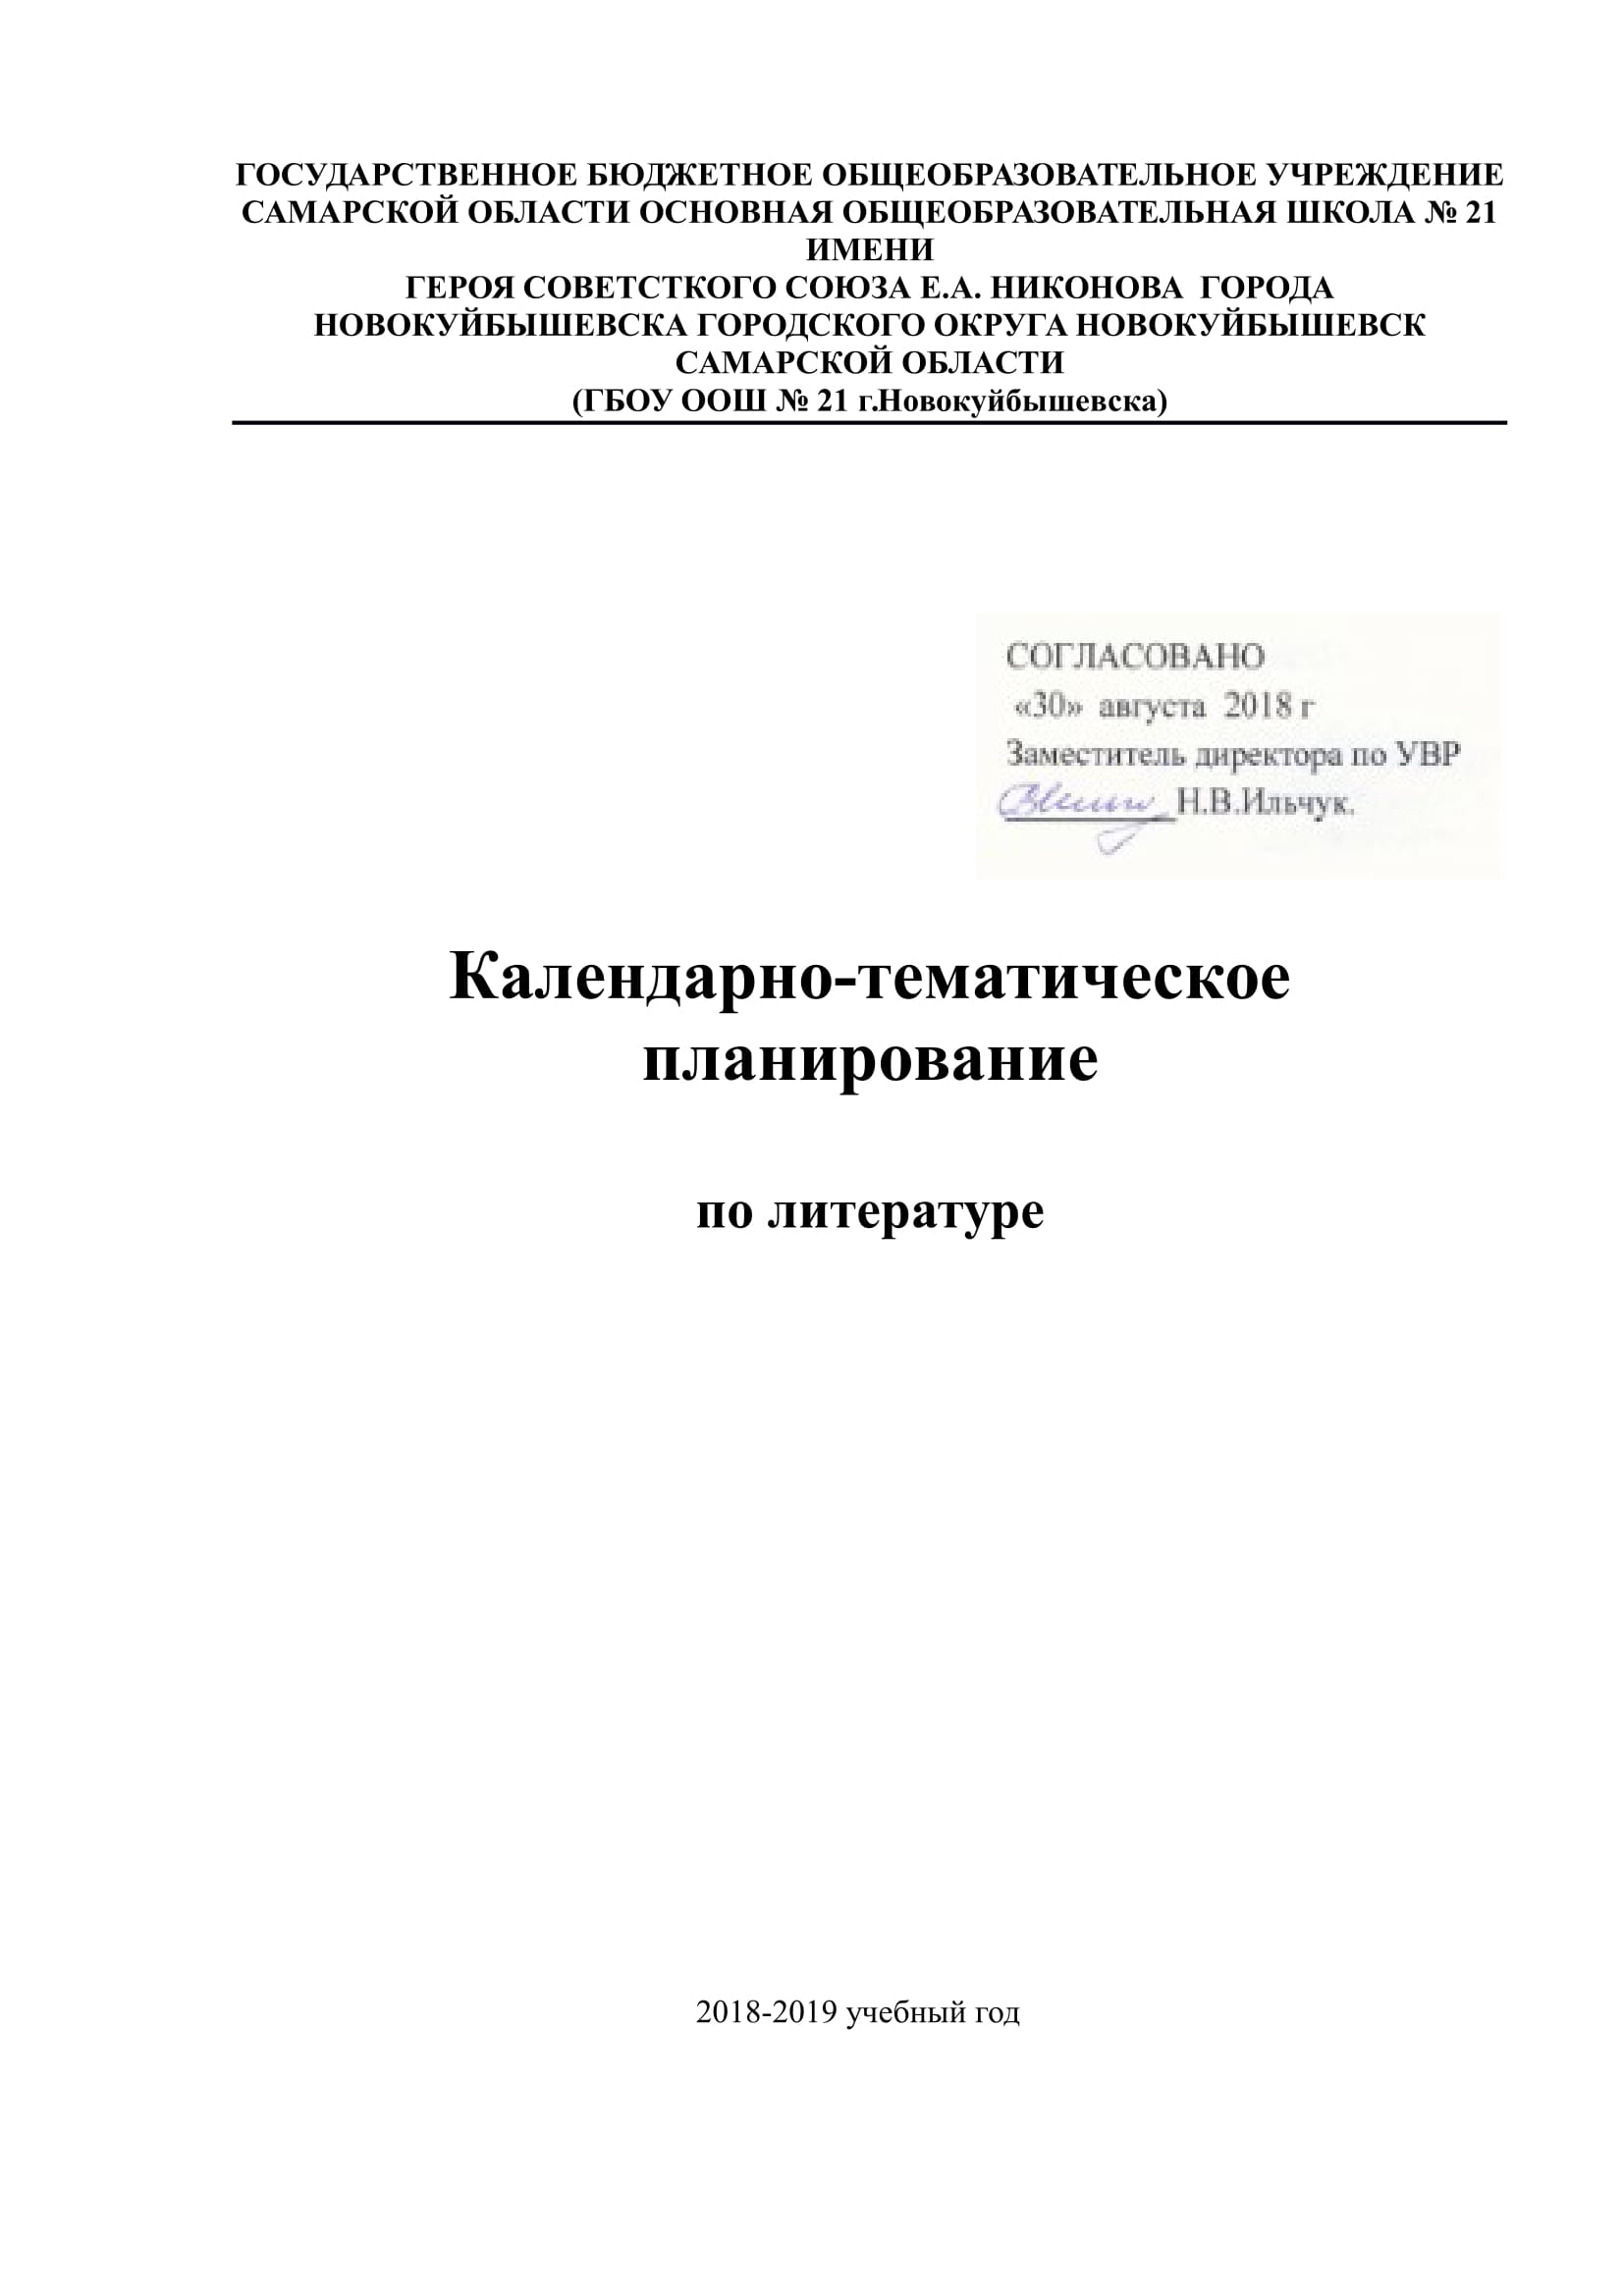 ГОСУДАРСТВЕННОЕ БЮДЖЕТНОЕ ОБЩЕОБРАЗОВАТЕЛЬНОЕ УЧРЕЖДЕНИЕ
САМАРСКОЙ ОБЛАСТИ ОСНОВНАЯ ОБЩЕОБРАЗОВАТЕЛЬНАЯ ШКОЛА № 21
ИМЕНИ
ГЕРОЯ СОВЕТСТКОГО СОЮЗА Е.А. НИКОНОВА ГОРОДА
НОВОКУЙБЫШЕВСКА ГОРОДСКОГО ОКРУГА НОВОКУЙБЫШЕВСК
САМАРСКОЙ ОБЛАСТИ
(ГБОУ ООШ № 21 г.Новокуйбышевска)
СОГЛАСОВАНО
«30» августа 2018 г
Заместитель директора по УВР
Н.В.Ильчук.
Календарно-тематическое
планирование
по литературе
2018-2019 учебный год